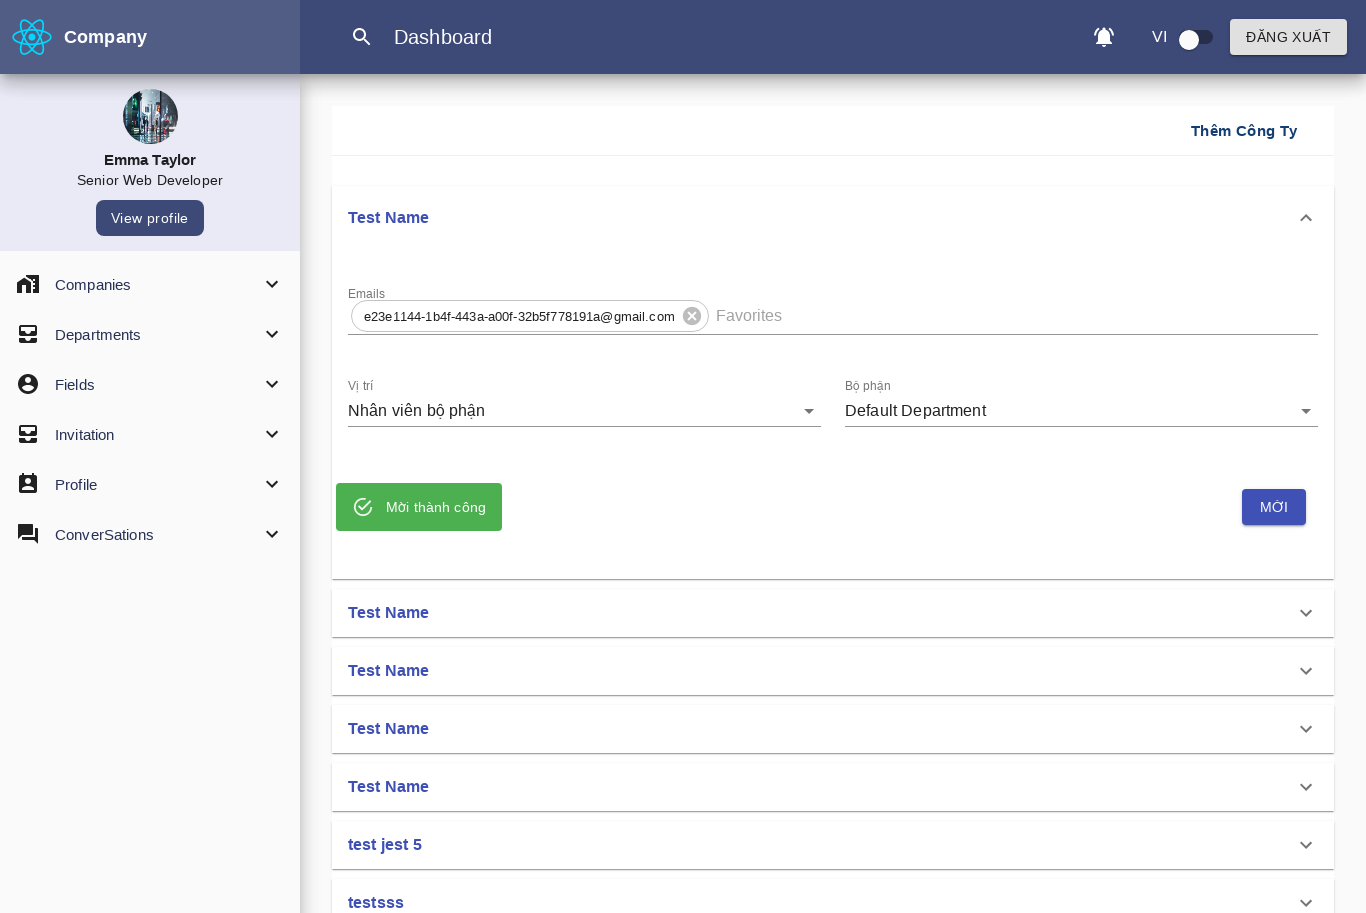 Company
Dashboard
VI
ĐĂNG XUẤT
Emma Taylor
Senior Web Developer
View profile
Companies
Departments
Fields
Invitation
Profile
ConverSations
Thêm Công Ty
Test Name
Emails
e23e1144-1b4f-443a-a00f-32b5f778191a@gmail.com
Favorites
Vị trí
Bộ phận
Nhân viên bộ phận
Default Department
Mời thành công
MỜI
Test Name
Test Name
Test Name
Test Name
test jest 5
testsss